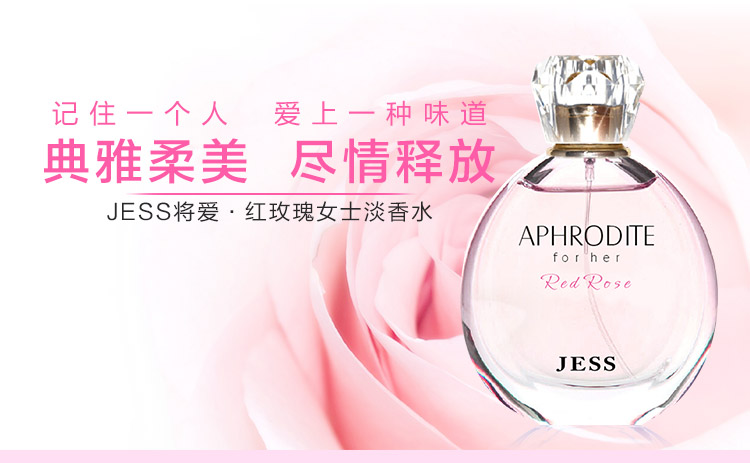 记住一个人 爱上一种味道
典雅柔美 尽情释放
JESS将爱·红玫瑰女士淡香水
APHRODITE
for her
Red Rose
JESS